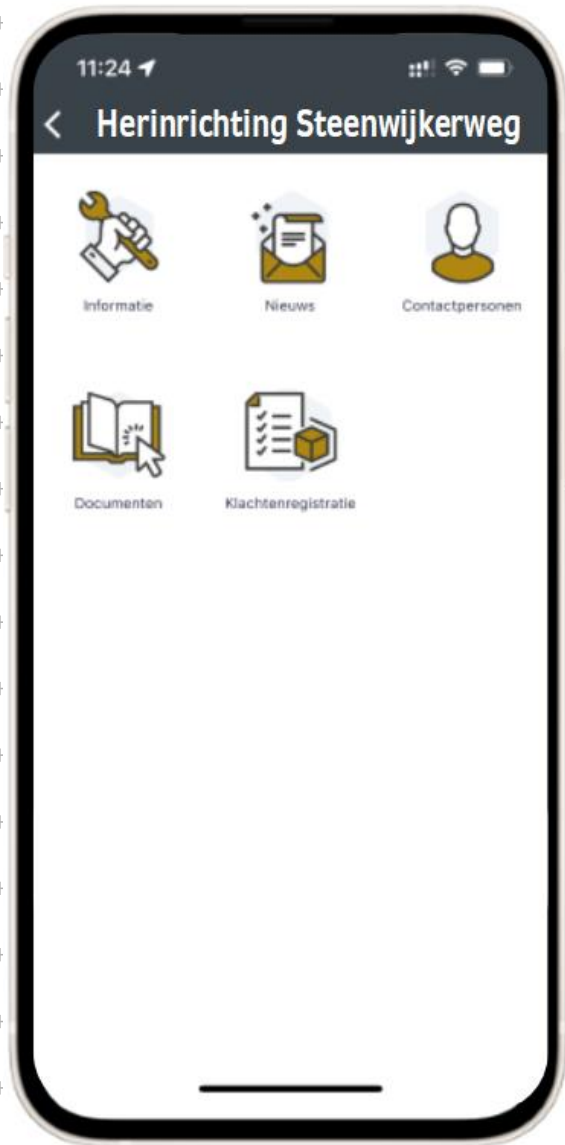 11:24
Herinrichting Steenwijkerweg
Informatie Nieuws Contactpersonen
Documenten Klachtenregistratie